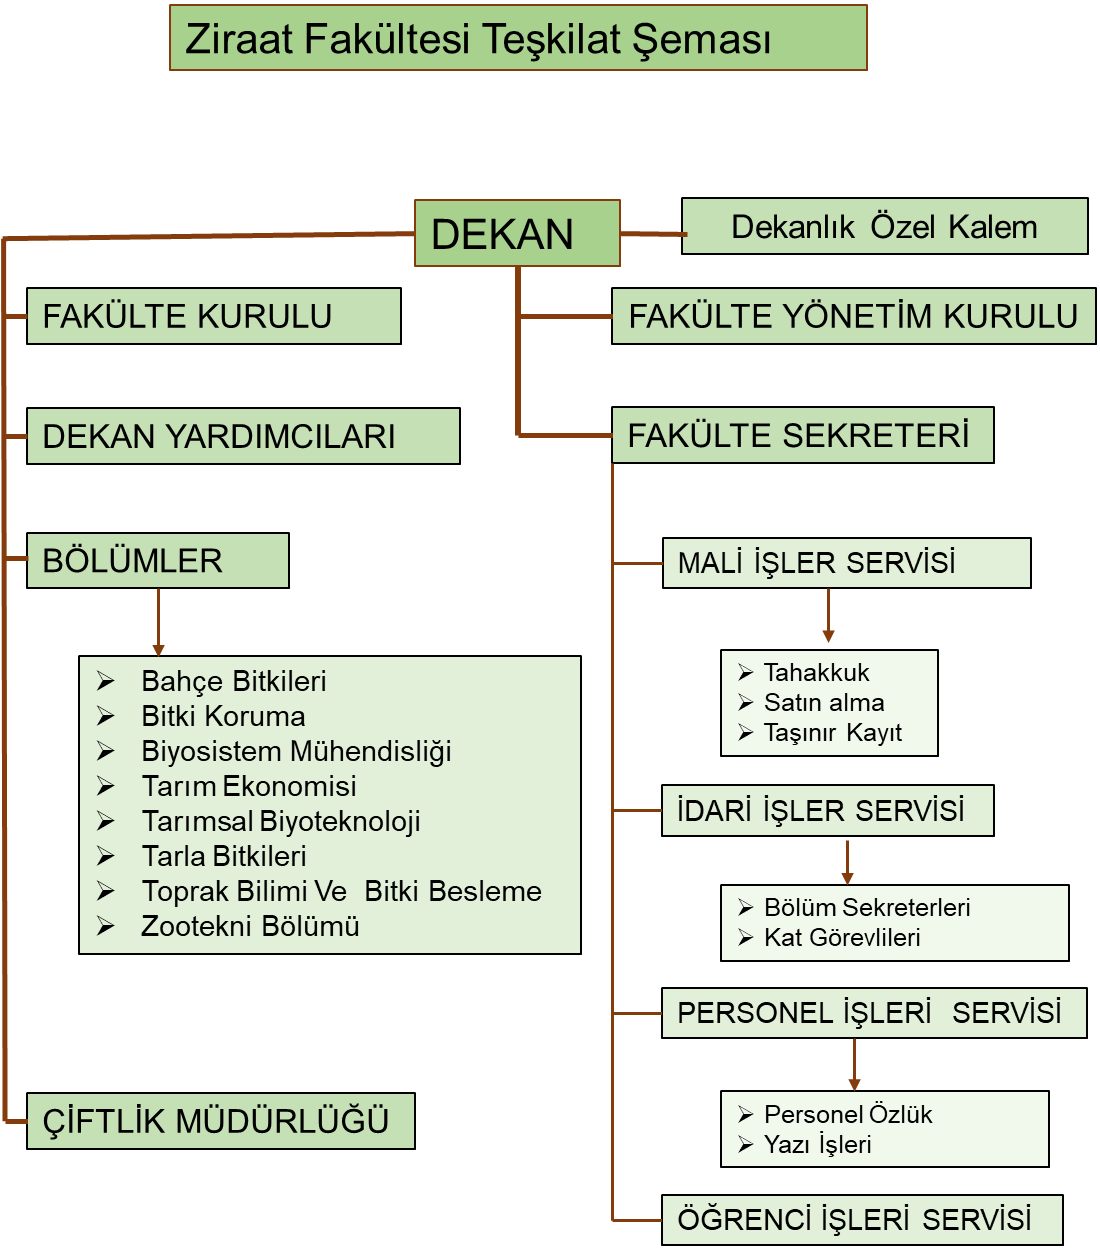 Ziraat Fakültesi Teşkilat Şeması
DEKAN
Dekanlık Özel Kalem
FAKÜLTE KURULU
FAKÜLTE YÖNETİM KURULU
DEKAN YARDIMCILARI
FAKÜLTE SEKRETERİ
BÖLÜMLER
Bahçe Bitkileri
Bitki Koruma
Biyosistem Mühendisliği
Tarım Ekonomisi
Tarımsal Biyoteknoloji
Tarla Bitkileri
Toprak Bilimi Ve Bitki Besleme
Zootekni Bölümü
ÇİFTLİK MÜDÜRLÜĞÜ
MALİ İŞLER SERVİSİ
Tahakkuk
Satın alma
Taşınır Kayıt
İDARİ İŞLER SERVİSİ
Bölüm Sekreterleri
Kat Görevlileri
PERSONEL İŞLERİ SERVİSİ
Personel Özlük
Yazı İşleri
ÖĞRENCİ İŞLERİ SERVİSİ